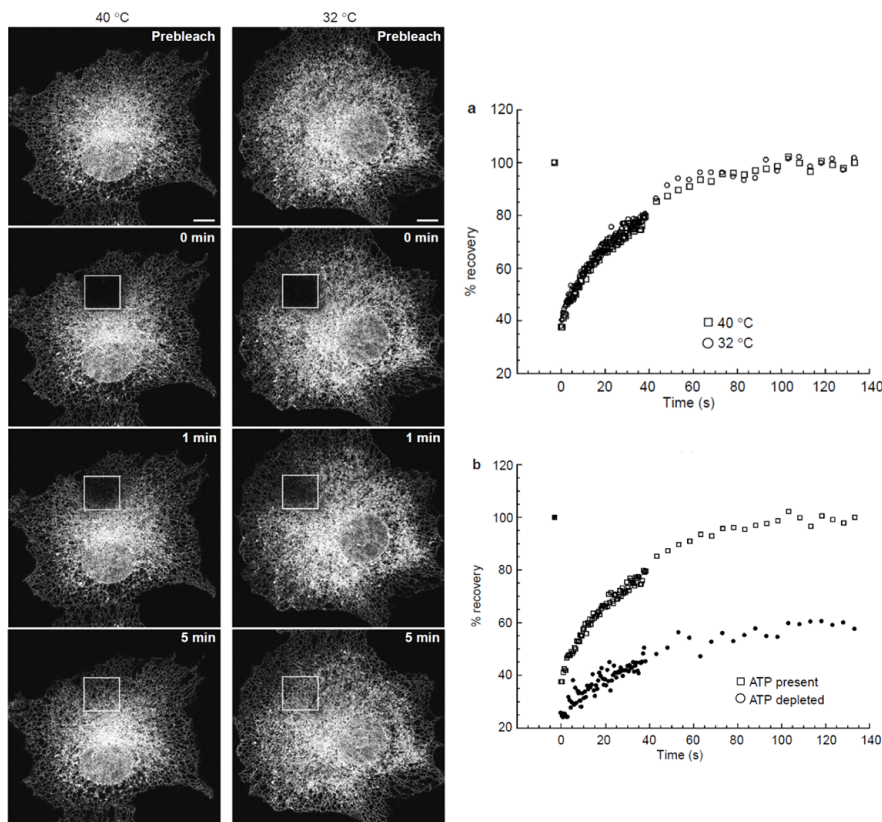 40 °C
32 °C
Prebleach
Prebleach
0 min
0 min
1 min
1 min
5 min
5 min
a
120
100
80
60
40
20
% recovery
40 °C
32 °C
0 20 40 60 80 100 120 140
Time (s)
b
120
100
80
60
40
20
% recovery
ATP present
ATP depleted
0 20 40 60 80 100 120 140
Time (s)